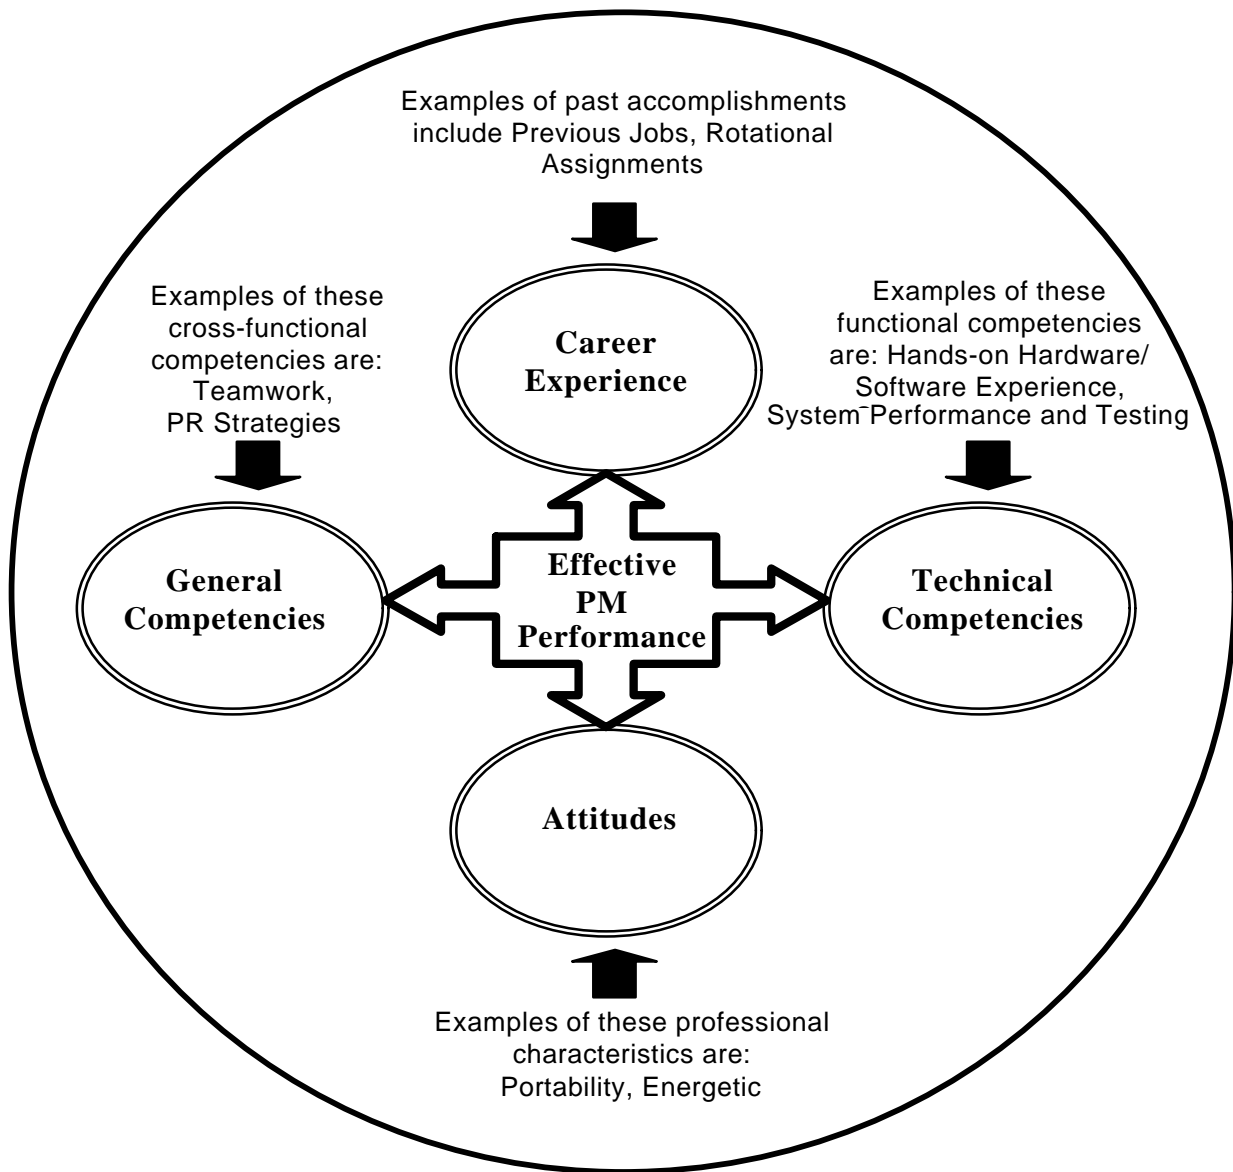 Examples of past accomplishments
include Previous Jobs, Rotational
Assignments
Examples of these
cross-functional
competencies are:
Teamwork,
PR Strategies
Examples of these
functional competencies
are: Hands-on Hardware/
Software Experience,
System Performance and Testing
Career
Experience
General
Competencies
Effective
PM
Performance
Technical
Competencies
Attitudes
Examples of these professional
characteristics are:
Portability, Energetic